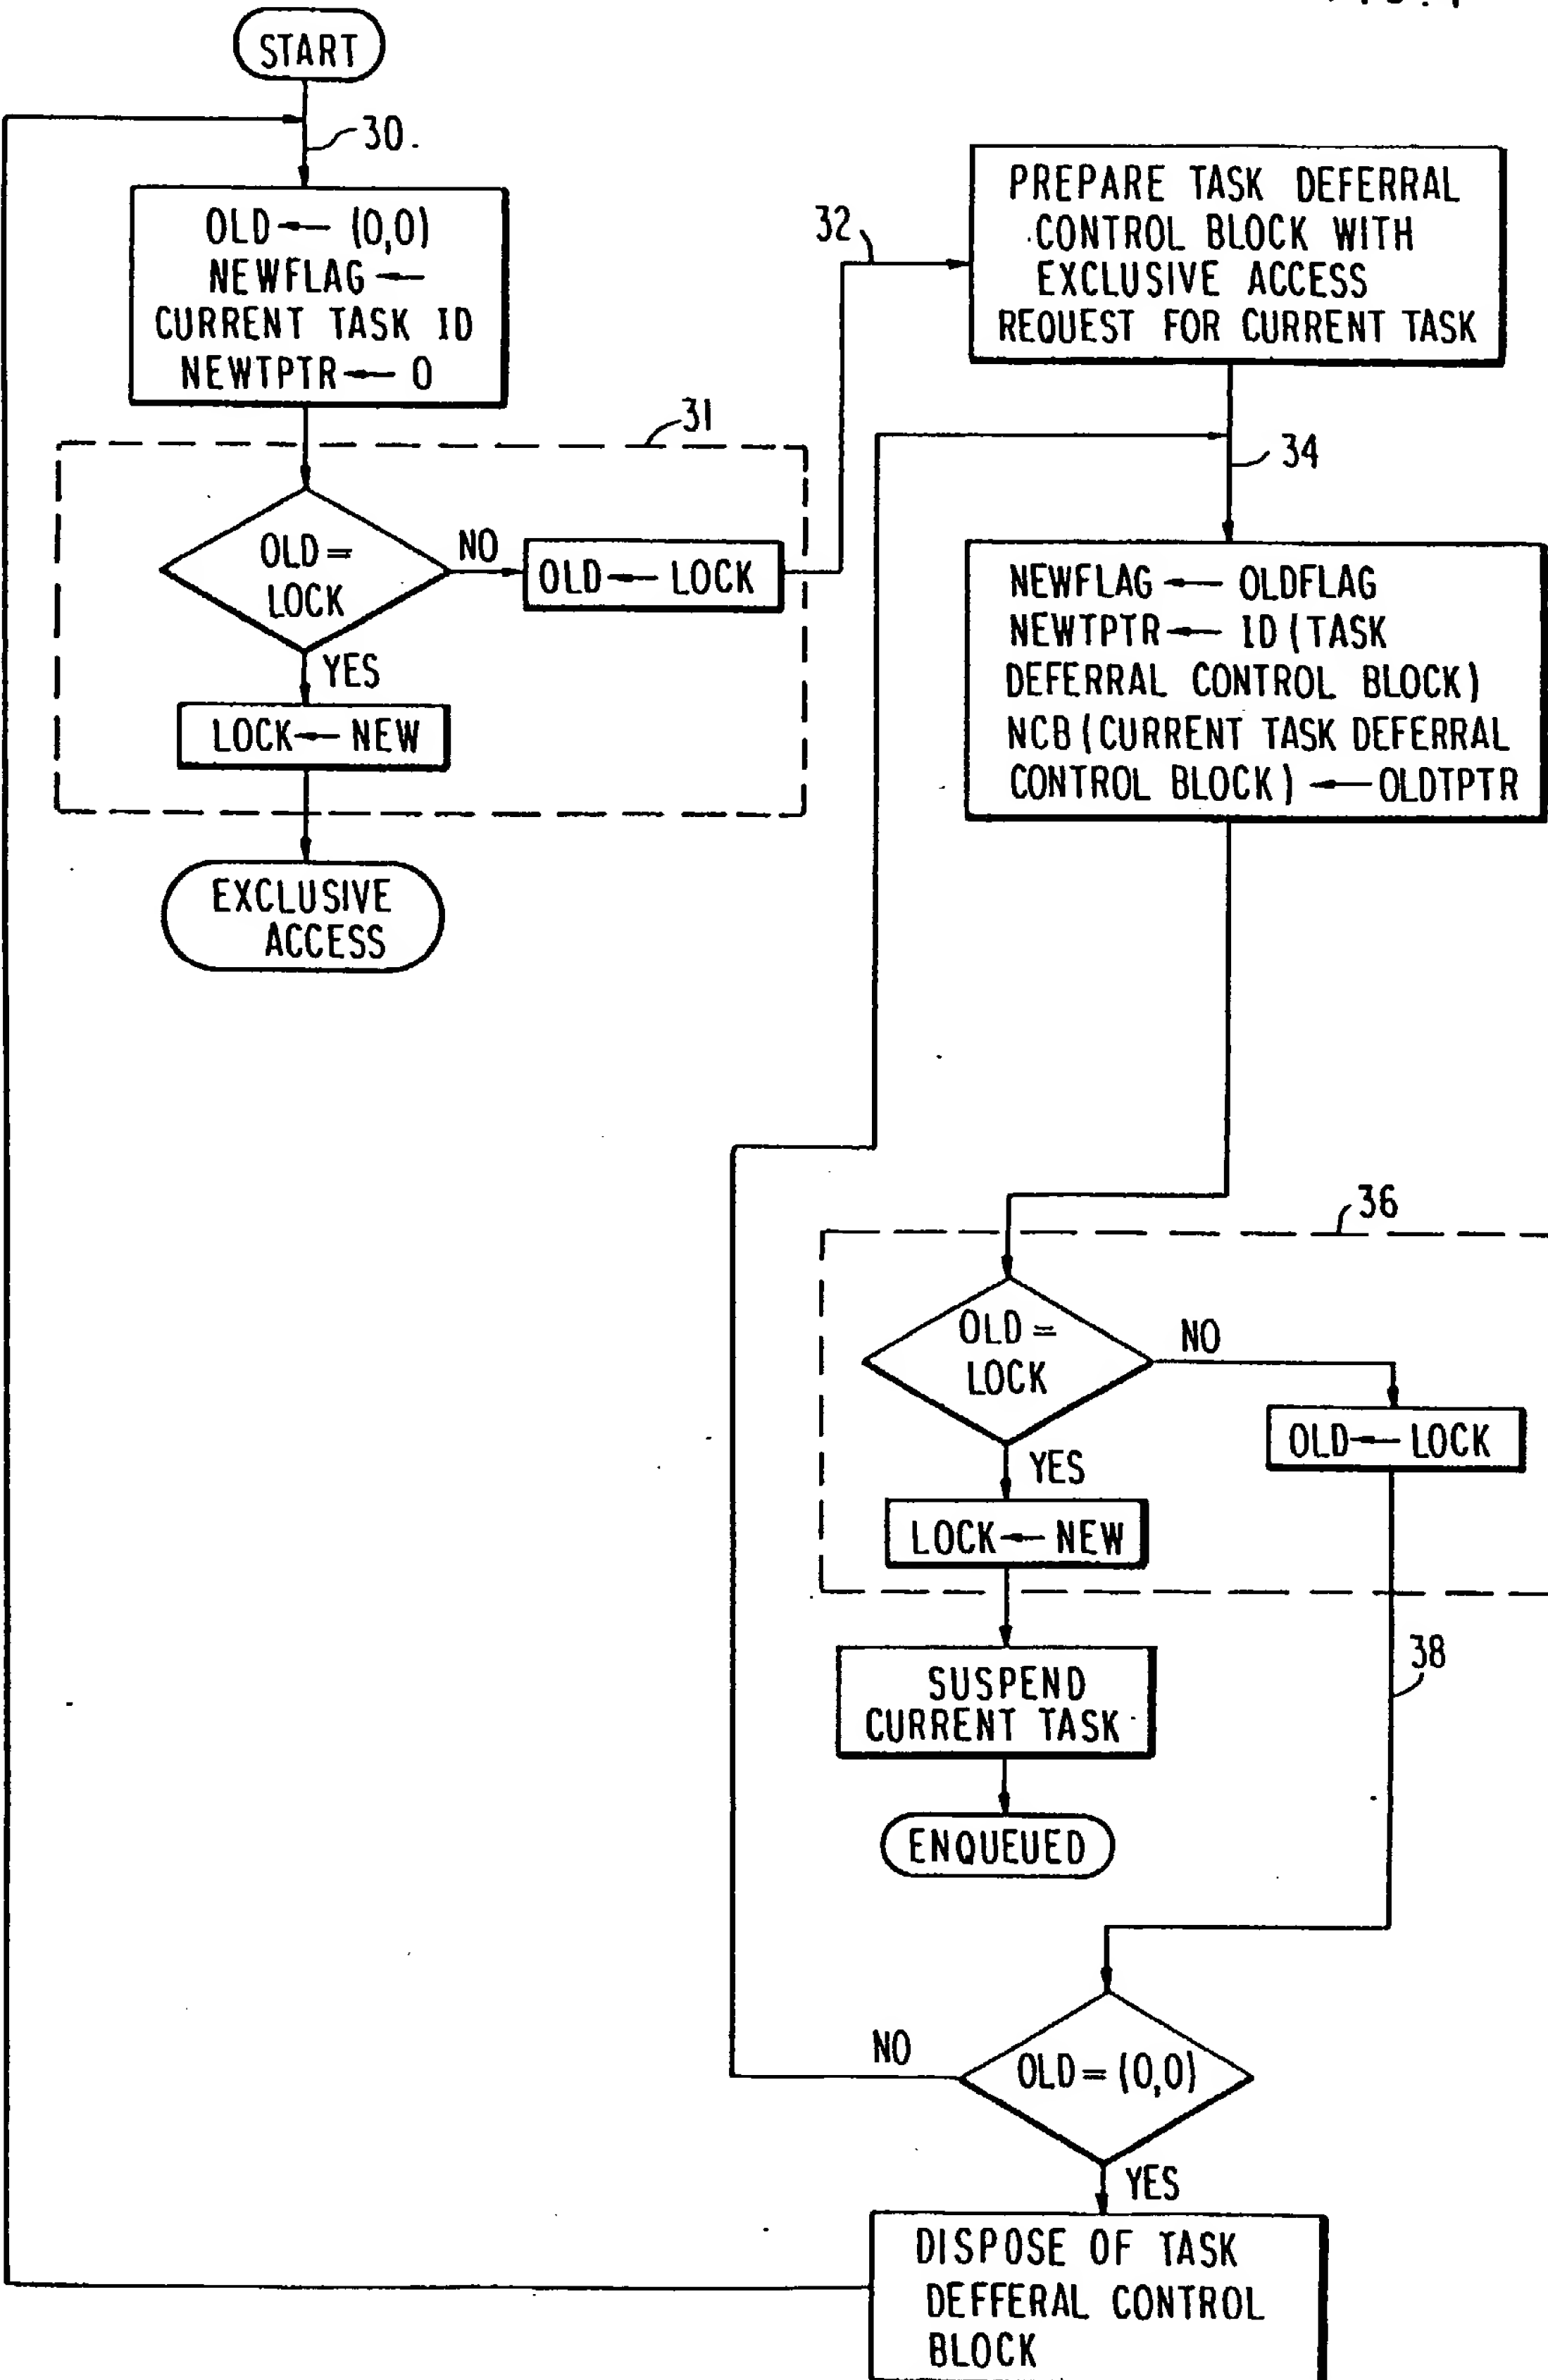 START
30.
OLD ← (0,0)
NEWFLAG ←
CURRENT TASK ID
NEWTPTR ← 0
31
OLD =
LOCK
NO
OLD ← LOCK
YES
LOCK ← NEW
EXCLUSIVE
ACCESS
32
PREPARE TASK DEFERRAL
CONTROL BLOCK WITH
EXCLUSIVE ACCESS
REQUEST FOR CURRENT TASK
34
NEWFLAG ← OLDFLAG
NEWTPTR ← ID (TASK
DEFERRAL CONTROL BLOCK)
NCB (CURRENT TASK DEFERRAL
CONTROL BLOCK) ← OLDTPTR
36
OLD =
LOCK
NO
OLD ← LOCK
YES
LOCK ← NEW
SUSPEND
CURRENT TASK
ENQUEUED
38
OLD = (0,0)
NO
YES
DISPOSE OF TASK
DEFFERAL CONTROL
BLOCK